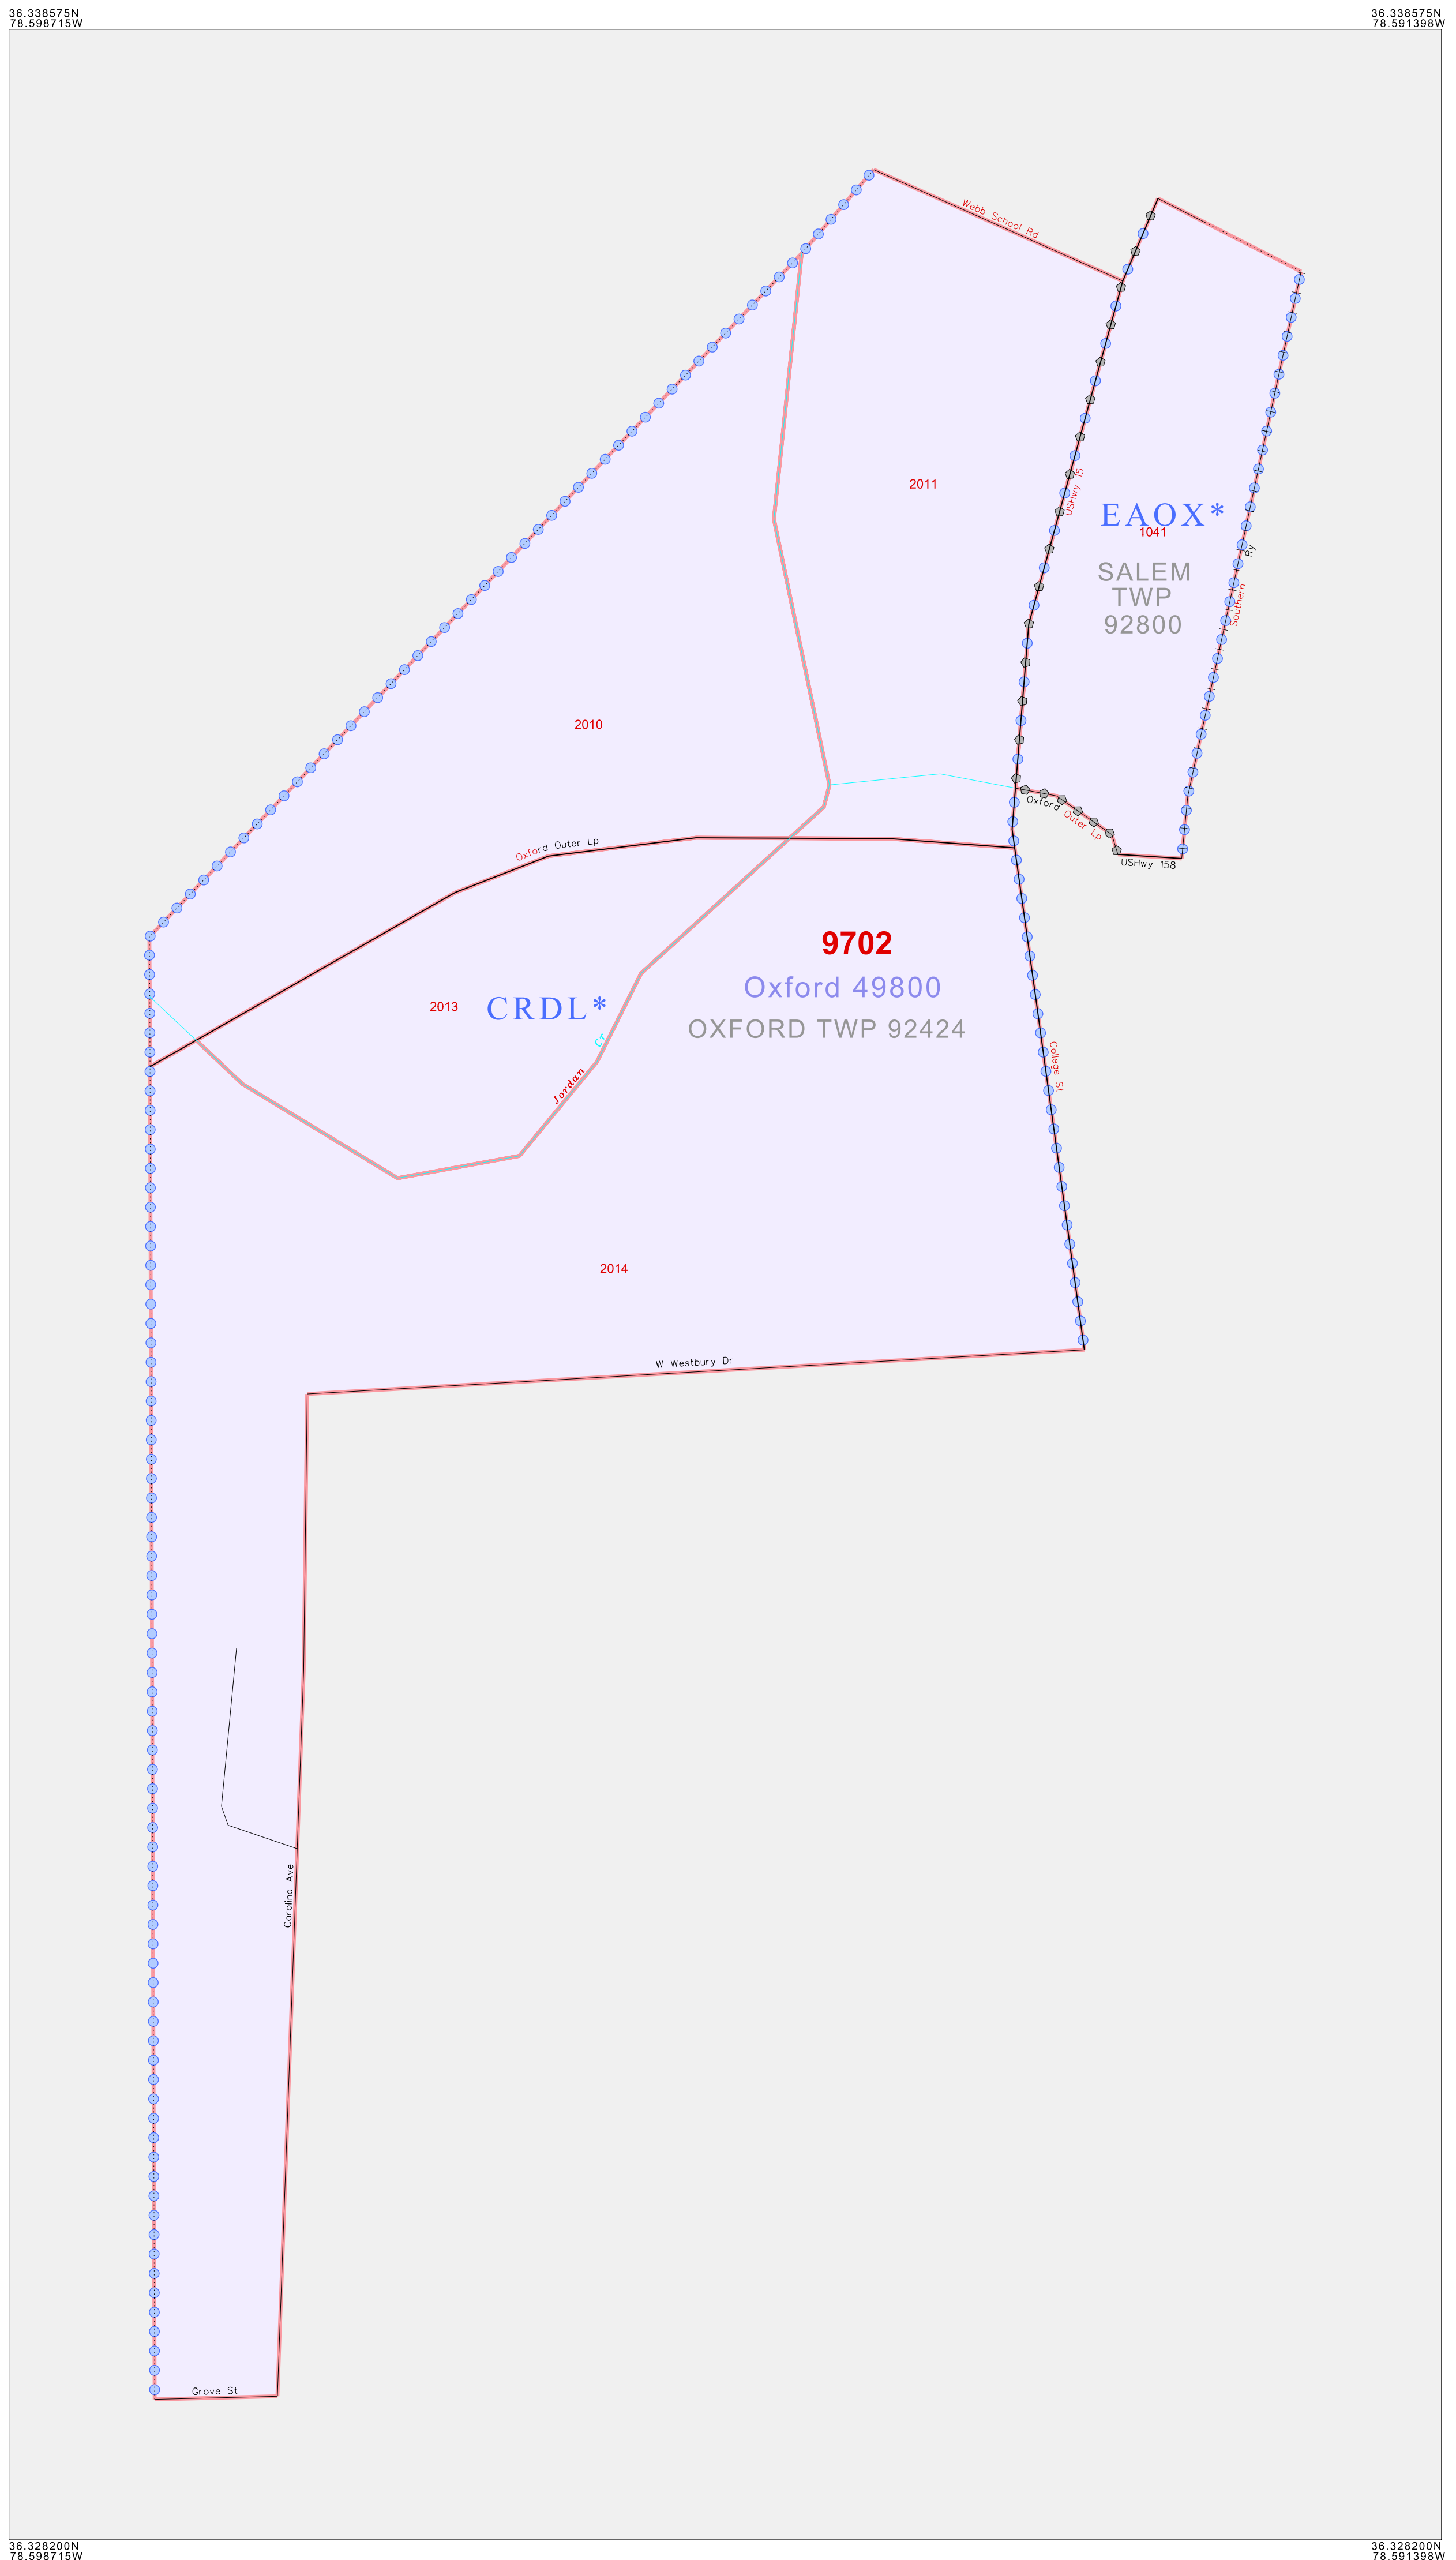 36.338575N
78.598715W
36.338575N
78.591398W
Webb School Rd
2011
USHwy 15
EAOX*
1041
SALEM
TWP
92800
Ry
Southern
2010
Oxford Outer Lp
Oxford Outer Lp
USHwy 158
9702
Oxford 49800
OXFORD TWP 92424
2013
CRDL*
Jordan Cr
College St
2014
W Westbury Dr
Carolina Ave
Grove St
36.328200N
78.598715W
36.328200N
78.591398W